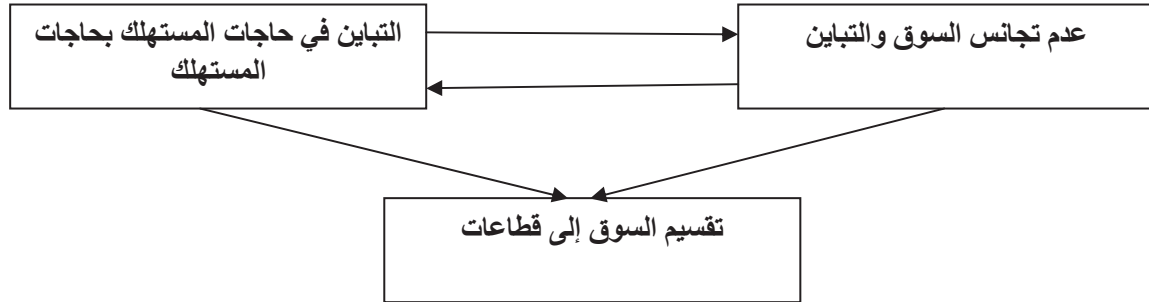 عدم تجانس السوق والتباين
التباين في حاجات المستهلك بحاجات
المستهلك
تقسيم السوق إلى قطاعات